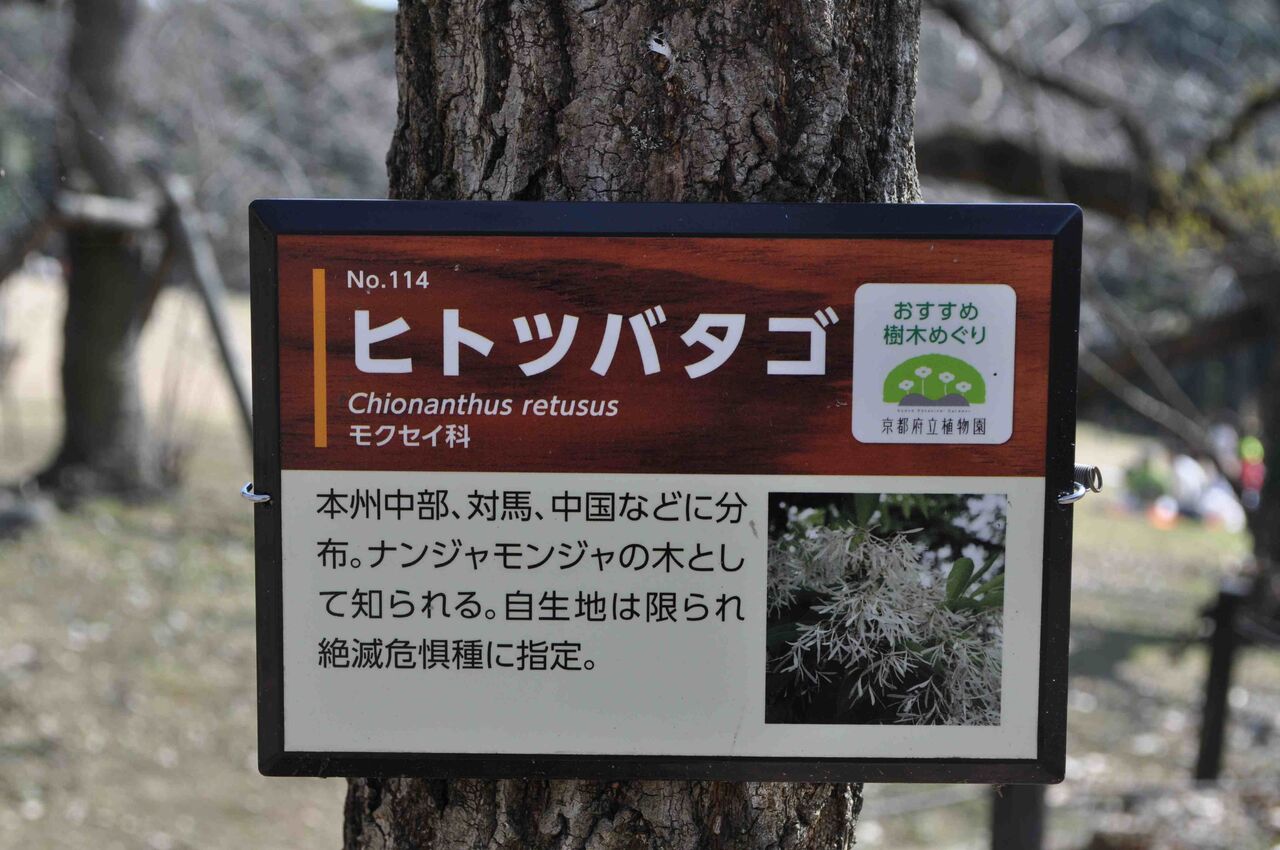 No.114
ヒトツバタゴ
Chionanthus retusus
モクセイ科
おすすめ
樹木めぐり
京都府立植物園
本州中部、対馬、中国などに分
布。ナンジャモンジャの木とし
て知られる。自生地は限られ
絶滅危惧種に指定。